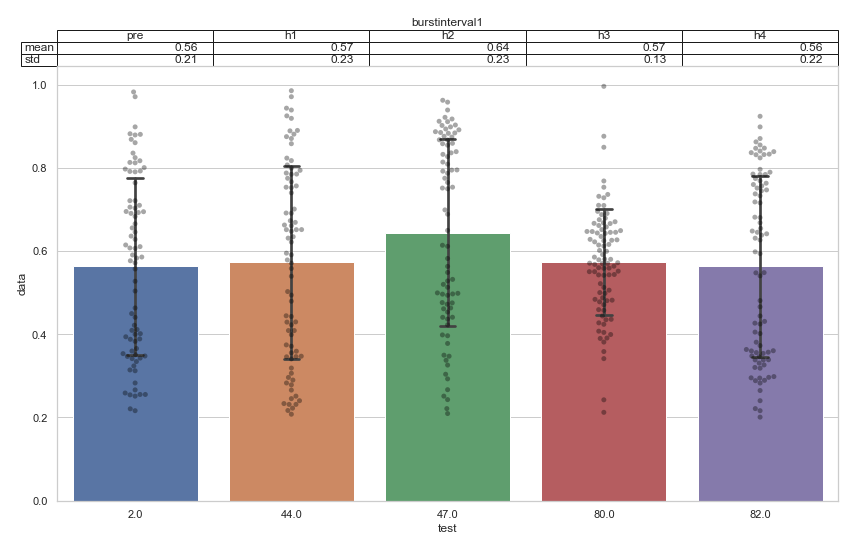 burstinterval1
pre h1 h2 h3 h4
mean 0.56 0.57 0.64 0.57 0.56
std 0.21 0.23 0.23 0.13 0.22
1.0
0.8
0.6
data
0.4
0.2
0.0
2.0 44.0 47.0 80.0 82.0
test